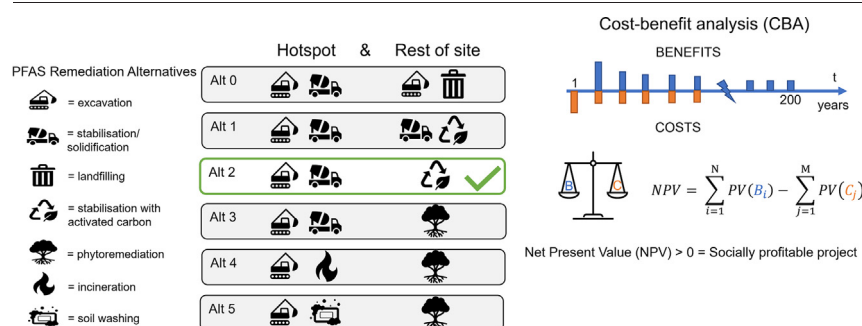 PFAS Remediation Alternatives
= excavation
= stabilisation/
solidification
= landfilling
= stabilisation with
activated carbon
= phytoremediation
= incineration
= soil washing
Hotspot & Rest of site
Alt 0
Alt 1
Alt 2
Alt 3
Alt 4
Alt 5
Cost-benefit analysis (CBA)
BENEFITS
1 t
200 years
COSTS
B C
NPV = ∑_{i=1}^{N} PV(B_i) − ∑_{j=1}^{M} PV(C_j)
Net Present Value (NPV) > 0 = Socially profitable project